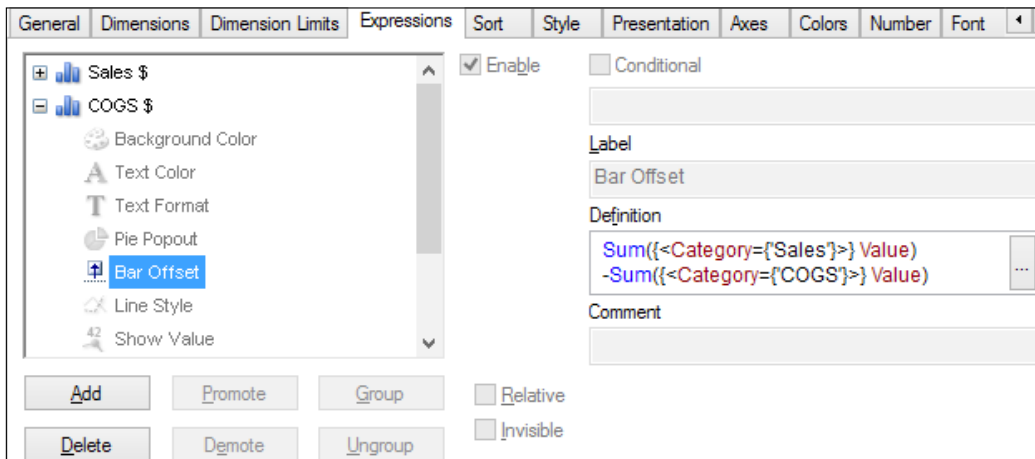 General Dimensions Dimension Limits Expressions Sort Style Presentation Axes Colors Number Font
Sales $
COGS $
Background Color
Text Color
Text Format
Pie Popout
Bar Offset
Line Style
42 Show Value
Enable
Conditional
Label
Bar Offset
Definition
Sum({<Category={'Sales'}>} Value)
-Sum({<Category={'COGS'}>} Value)
...
Comment
Add Promote Group
Delete Demote Ungroup
Relative
Invisible